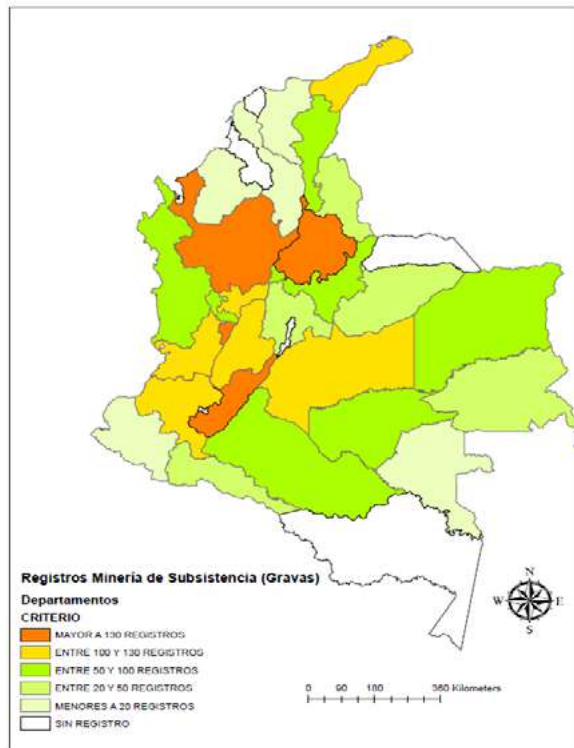 Registros Minería de Subsistencia (Gravas)
Departamentos
CRITERIO
MAYOR A 130 REGISTROS
ENTRE 100 Y 130 REGISTROS
ENTRE 50 Y 100 REGISTROS
ENTRE 20 Y 50 REGISTROS
MENORES A 20 REGISTROS
SIN REGISTRO
N
W E
S
0 90 180 360 Kilometers